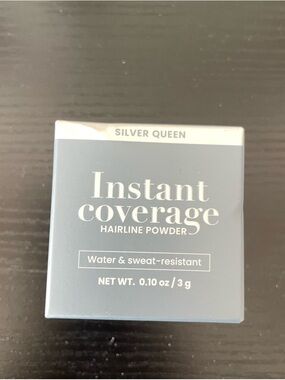 SILVER QUEEN
Instant
coverage
HAIRLINE POWDER
Water & sweat-resistant
NET WT. 0.10 oz / 3 g